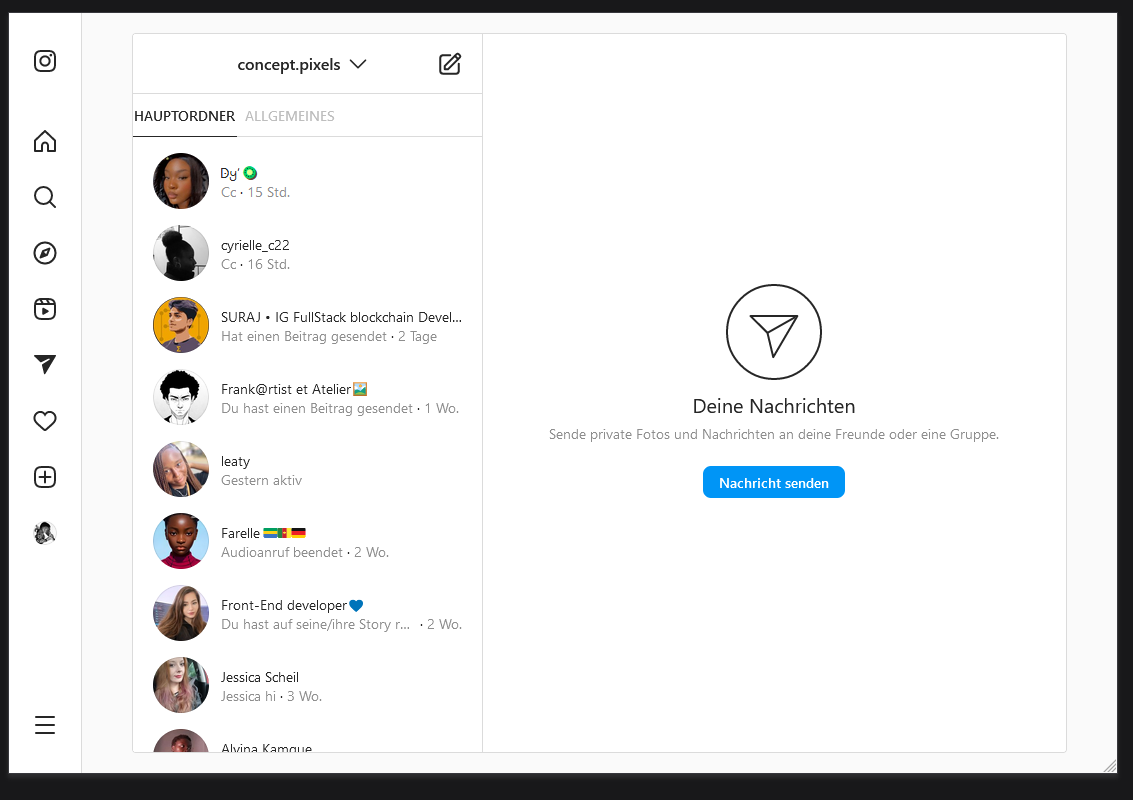 concept.pixels
HAUPTORDNER ALLGEMEINES
Dy'
Cc · 15 Std.
cyrielle_c22
Cc · 16 Std.
SURAJ • IG FullStack blockchain Devel...
Hat einen Beitrag gesendet · 2 Tage
Frank@rtist et Atelier🖼️
Du hast einen Beitrag gesendet · 1 Wo.
leaty
Gestern aktiv
Farelle 🇬🇦🇨🇲🇩🇪
Audioanruf beendet · 2 Wo.
Front-End developer💙
Du hast auf seine/ihre Story r... · 2 Wo.
Jessica Scheil
Jessica hi · 3 Wo.
Alvina Kamgue
Deine Nachrichten
Sende private Fotos und Nachrichten an deine Freunde oder eine Gruppe.
Nachricht senden